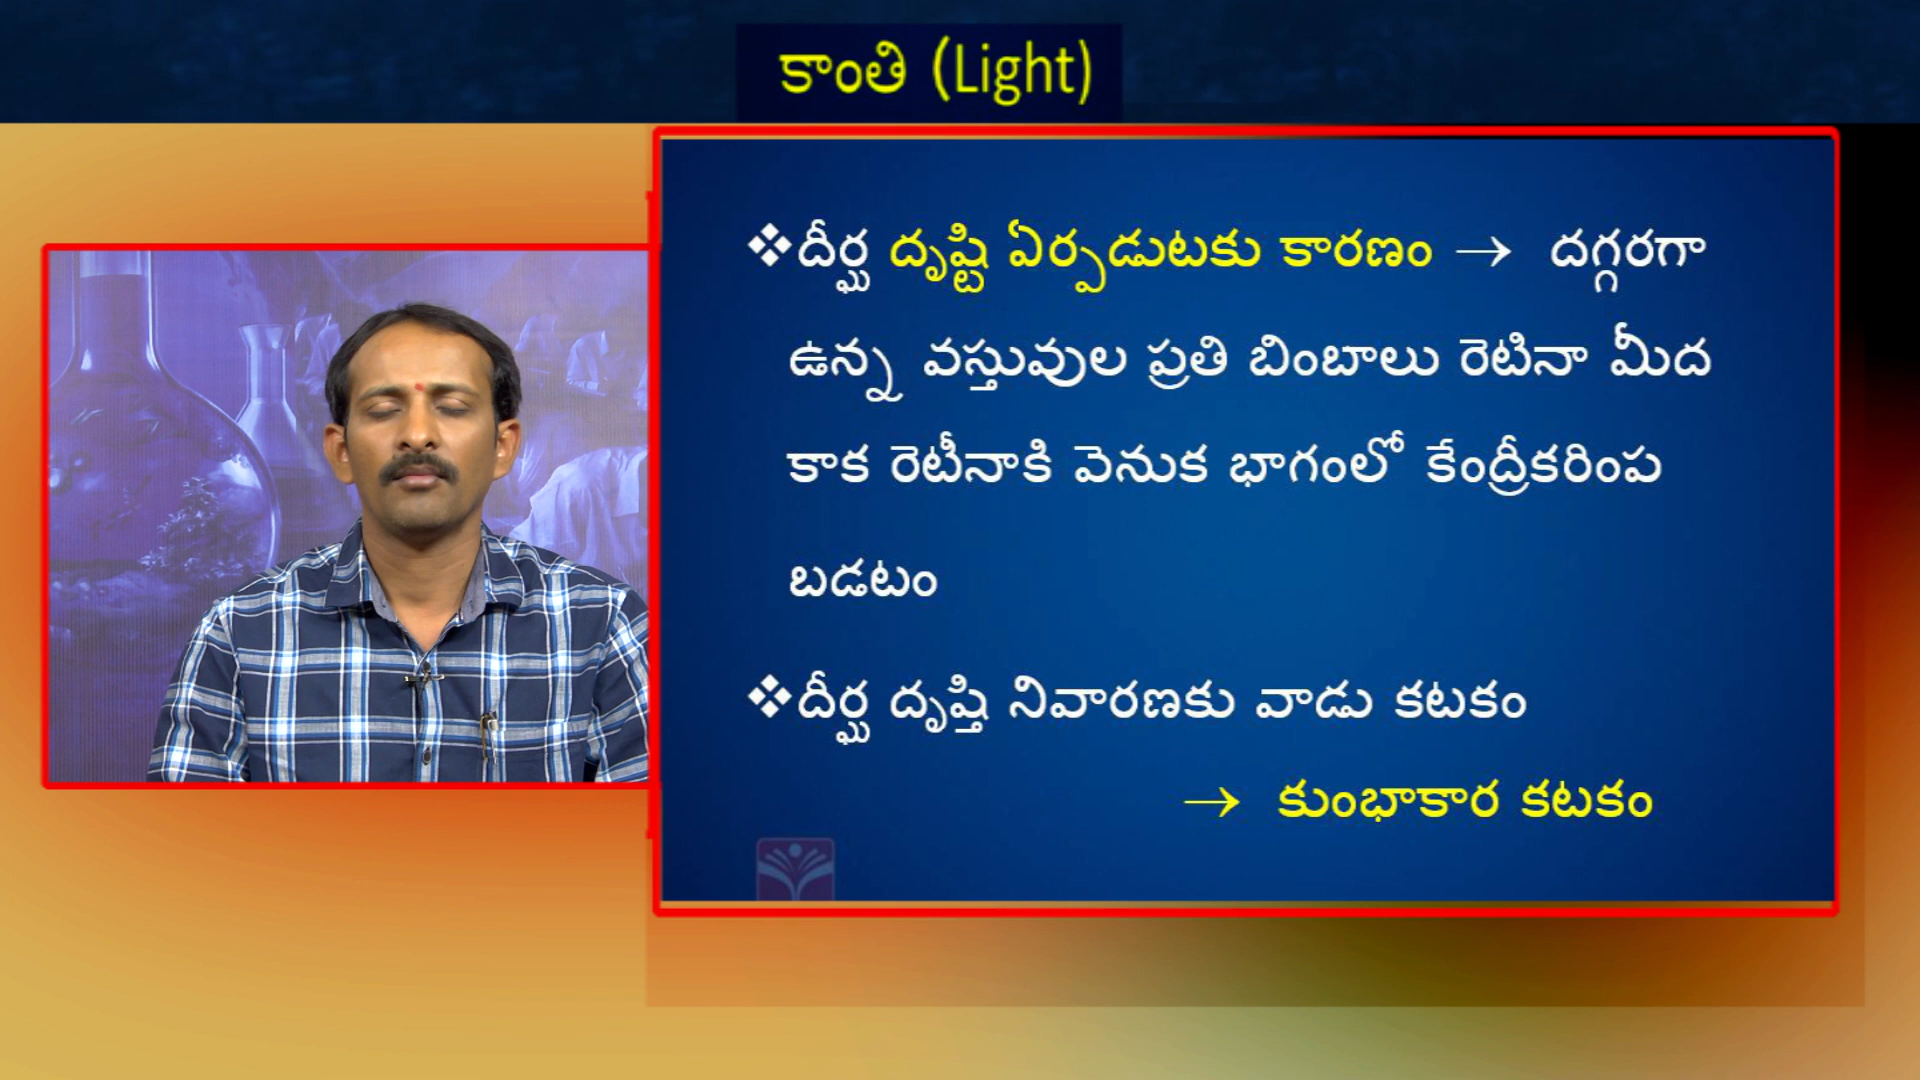 కాంతి (Light)
❖దీర్ఘ దృష్టి ఏర్పడుటకు కారణం → దగ్గరగా
ఉన్న వస్తువుల ప్రతి బింబాలు రెటినా మీద
కాక రెటీనాకి వెనుక భాగంలో కేంద్రీకరింప
బడటం
❖దీర్ఘ దృష్తి నివారణకు వాడు కటకం
→ కుంభాకార కటకం